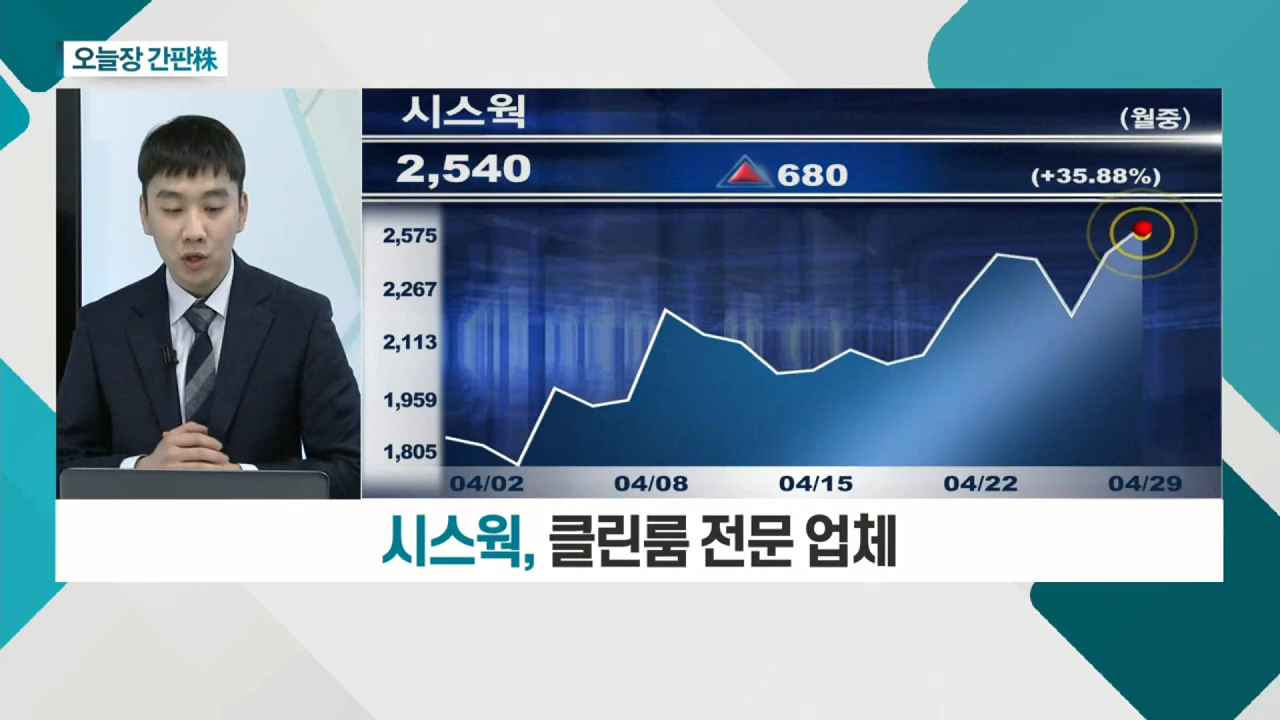 오늘장 간판株
시스웍
(월중)
2,540
680
(+35.88%)
2,575
2,267
2,113
1,959
1,805
04/02 04/08 04/15 04/22 04/29
시스웍, 클린룸 전문 업체